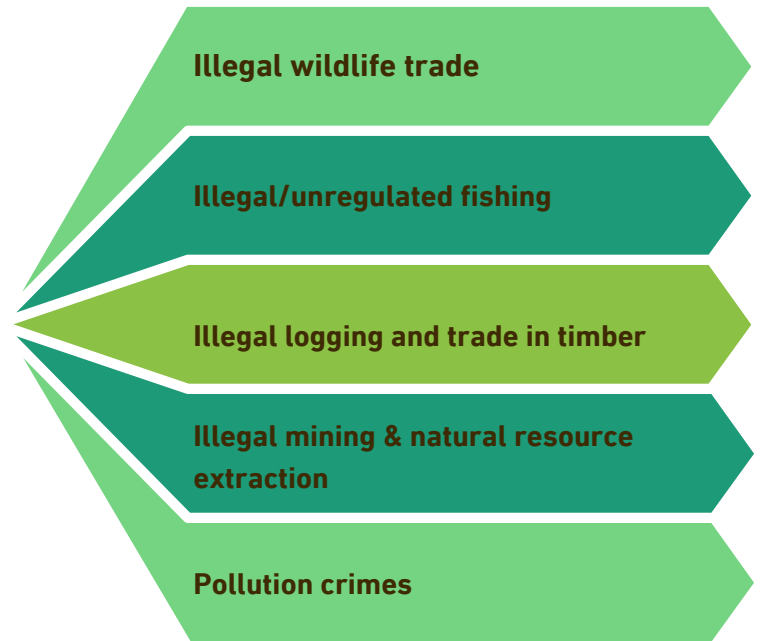 Illegal wildlife trade
Illegal/unregulated fishing
Illegal logging and trade in timber
Illegal mining & natural resource
extraction
Pollution crimes